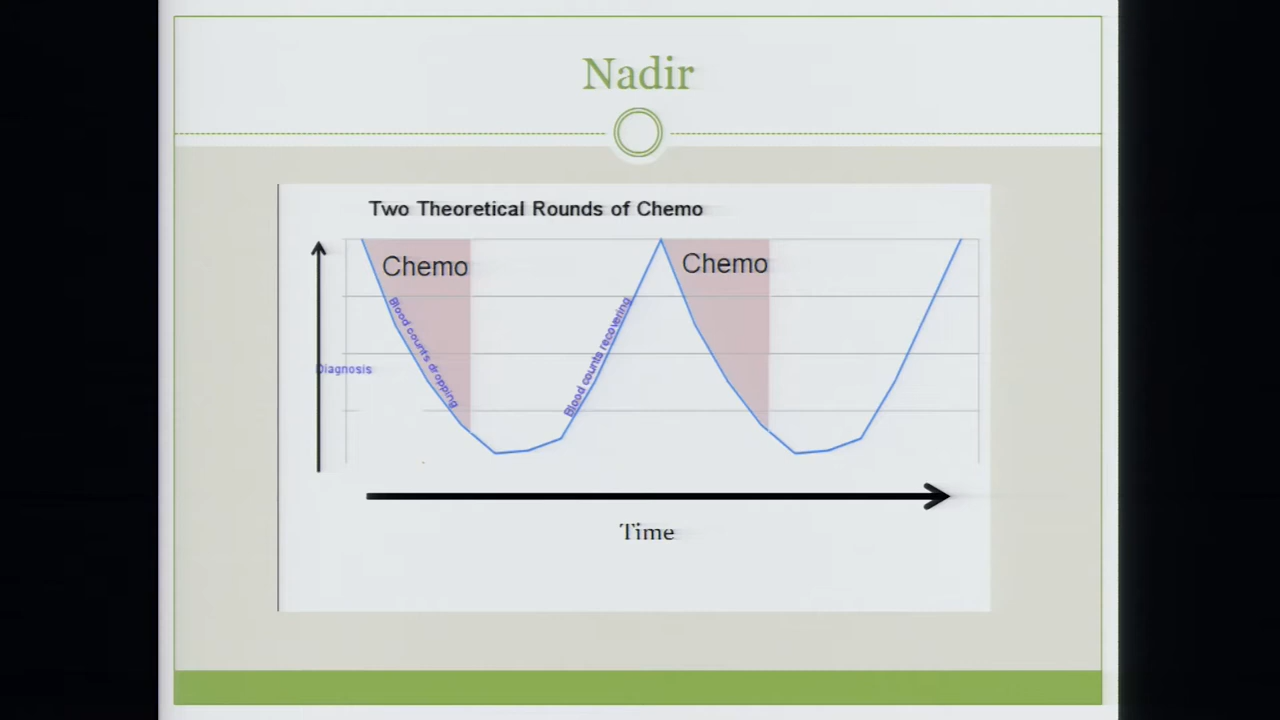 Nadir
Two Theoretical Rounds of Chemo
Chemo
Chemo
Blood counts dropping
Blood counts recovering
Diagnosis
Time